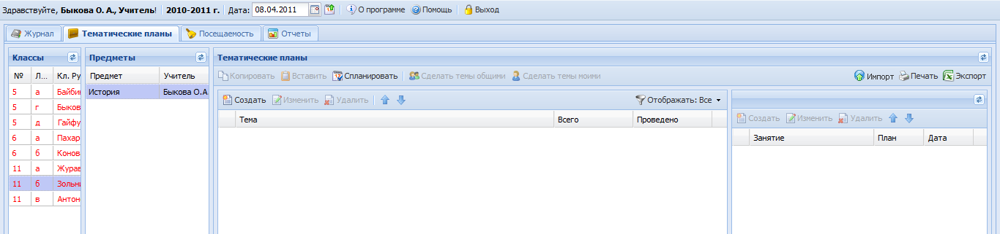 Здравствуйте, Быкова О. А., Учитель! 2010-2011 г. Дата: 08.04.2011 О программе Помощь Выход
Журнал Тематические планы Посещаемость Отчеты
Классы Предметы Тематические планы
№ Л... Кл. Ру Предмет Учитель
Копировать Вставить Спланировать Сделать темы общими Сделать темы моими Импорт Печать Экспорт
5 а Байби История Быкова О.А
5 г Быков
5 д Гайфу
6 а Пахар
6 б Конов
11 а Журав
11 б Зольни
11 в Антон
Создать Изменить Удалить Отображать: Все
Тема Всего Проведено
Создать Изменить Удалить
Занятие План Дата